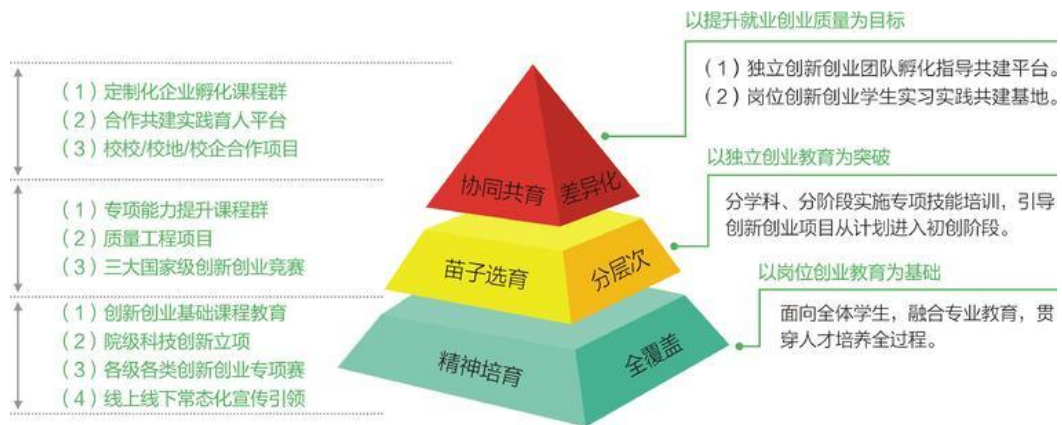 以提升就业创业质量为目标
（1）独立创新创业团队孵化指导共建平台。
（2）岗位创新创业学生实习实践共建基地。
（1）定制化企业孵化课程群
（2）合作共建实践育人平台
（3）校校/校地/校企合作项目
协同共育 差异化
以独立创业教育为突破
分学科、分阶段实施专项技能培训，引导
创新创业项目从计划进入初创阶段。
（1）专项能力提升课程群
（2）质量工程项目
（3）三大国家级创新创业竞赛
苗子选育 分层次
以岗位创业教育为基础
面向全体学生，融合专业教育，贯
穿人才培养全过程。
（1）创新创业基础课程教育
（2）院级科技创新立项
（3）各级各类创新创业专项赛
（4）线上线下常态化宣传引领
精神培育 全覆盖